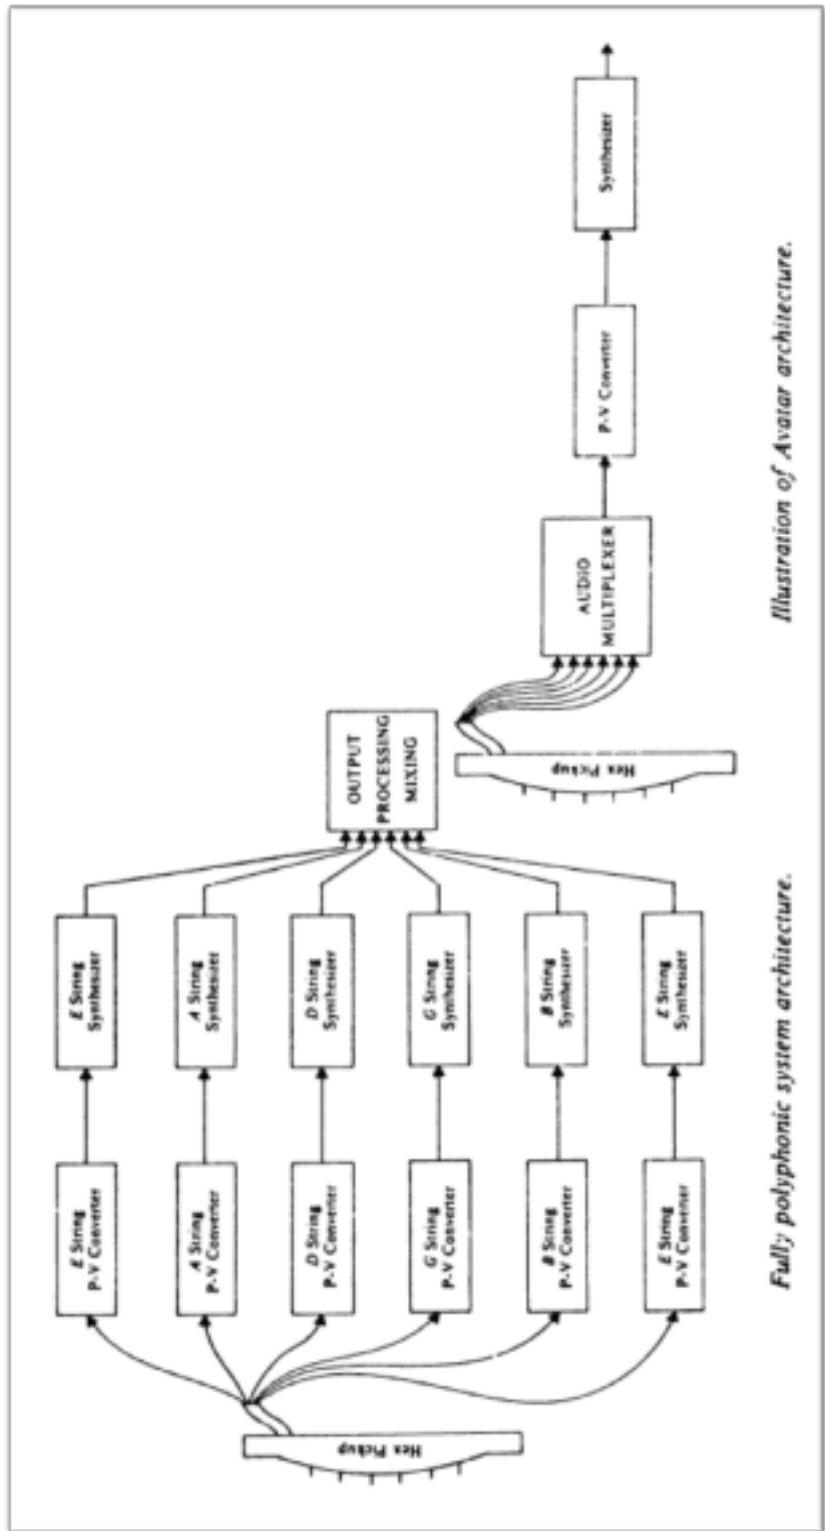 Hex Pickup
E String
P-V Converter
A String
P-V Converter
D String
P-V Converter
G String
P-V Converter
B String
P-V Converter
E String
P-V Converter
E String
Synthesizer
A String
Synthesizer
D String
Synthesizer
G String
Synthesizer
B String
Synthesizer
E String
Synthesizer
OUTPUT
PROCESSING
MIXING
Fully polyphonic system architecture.
Hex Pickup
AUDIO
MULTIPLEXER
P-V Converter
Synthesizer
Illustration of Avatar architecture.